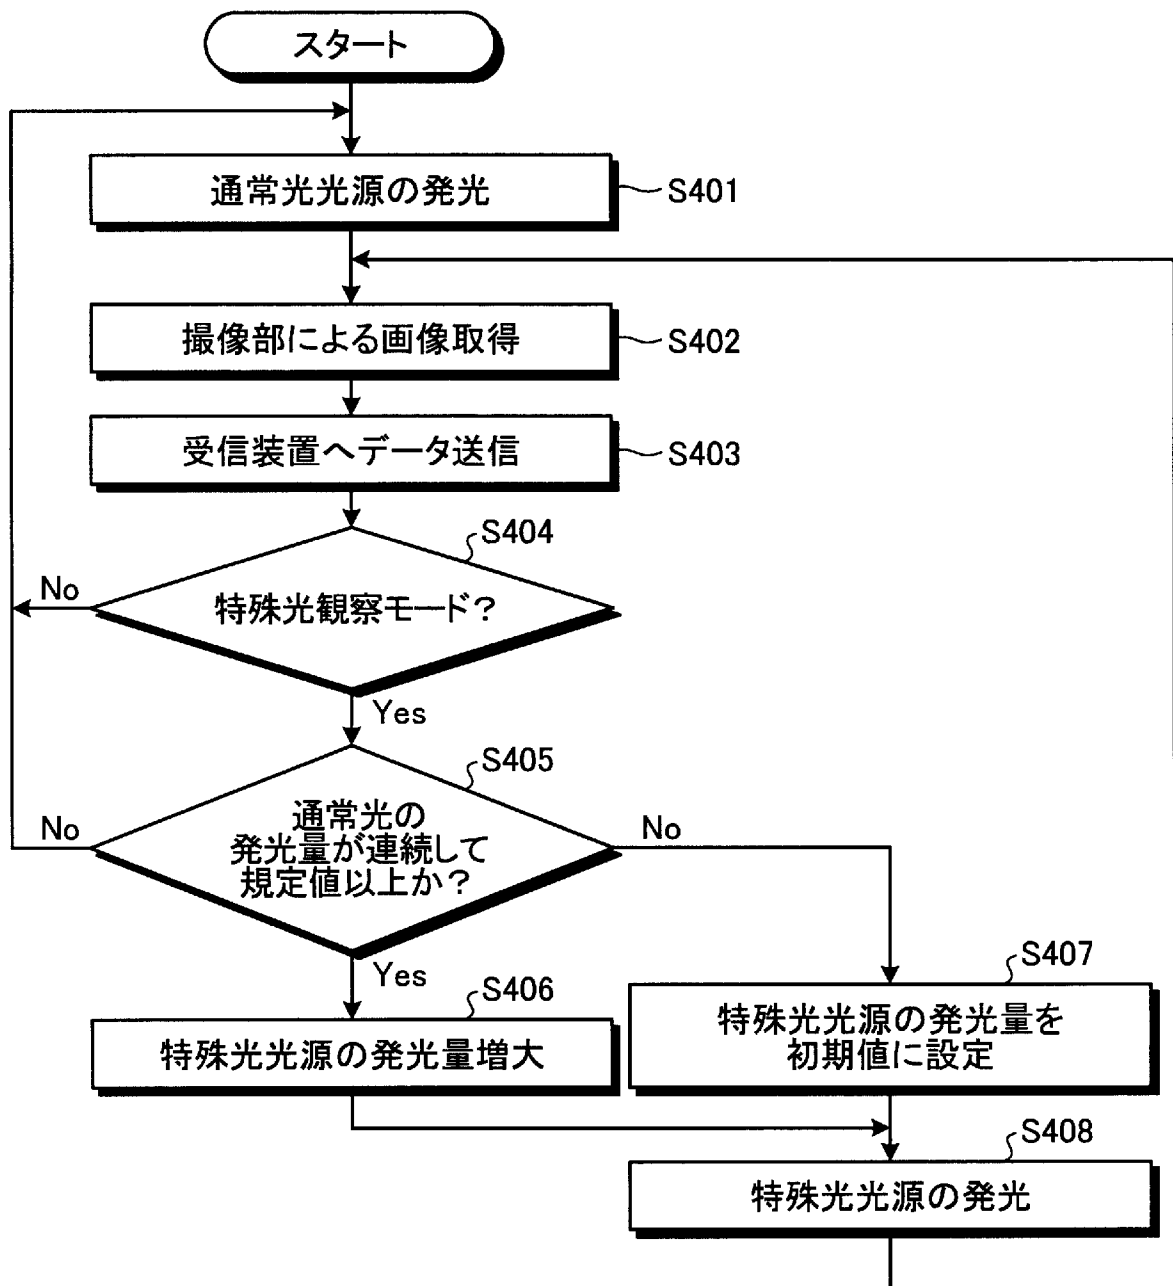 スタート
通常光光源の発光
S401
撮像部による画像取得
S402
受信装置へデータ送信
S403
S404
No
特殊光観察モード?
Yes
S405
No
通常光の
発光量が連続して
規定値以上か?
No
Yes
S406
特殊光光源の発光量増大
S407
特殊光光源の発光量を
初期値に設定
S408
特殊光光源の発光